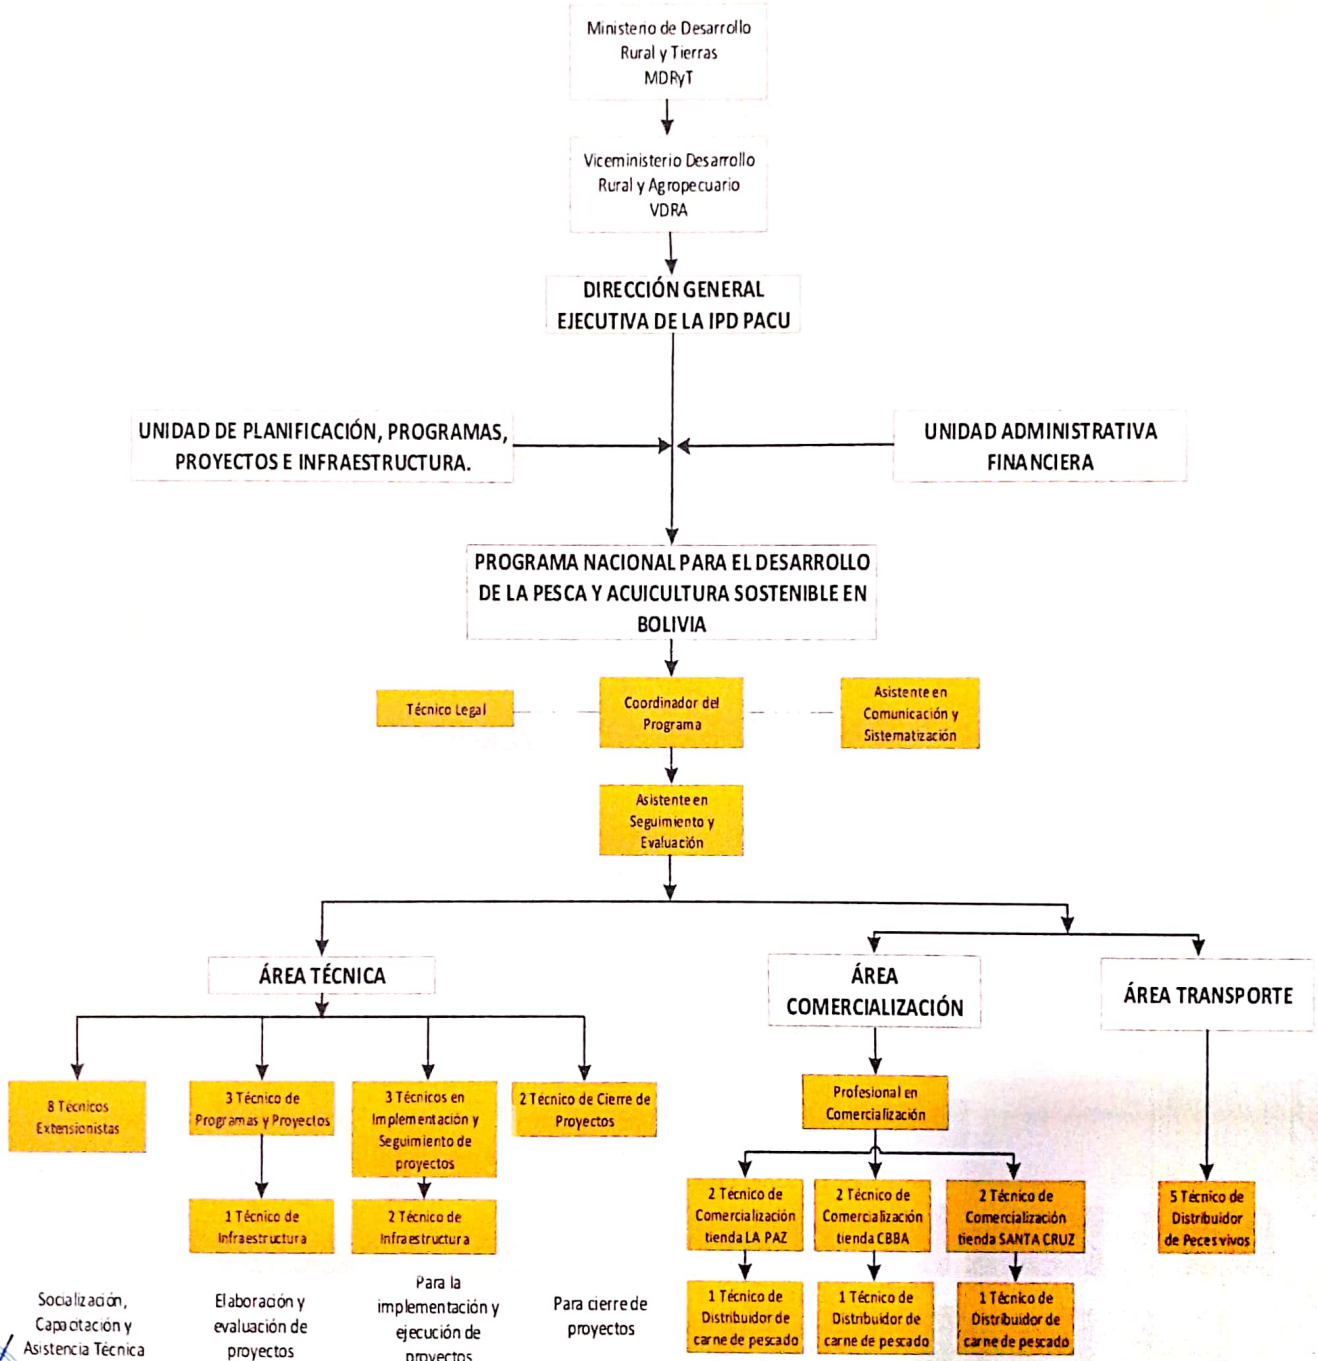 Ministerio de Desarrollo
Rural y Tierras
MDRyT
Viceministerio Desarrollo
Rural y Agropecuario
VDRA
DIRECCIÓN GENERAL
EJECUTIVA DE LA IPD PACU
UNIDAD DE PLANIFICACIÓN, PROGRAMAS,
PROYECTOS E INFRAESTRUCTURA.
UNIDAD ADMINISTRATIVA
FINANCIERA
PROGRAMA NACIONAL PARA EL DESARROLLO
DE LA PESCA Y ACUICULTURA SOSTENIBLE EN
BOLIVIA
Técnico Legal
Coordinador del
Programa
Asistente en
Comunicación y
Sistematización
Asistente en
Seguimiento y
Evaluación
ÁREA TÉCNICA
ÁREA
COMERCIALIZACIÓN
ÁREA TRANSPORTE
8 Técnicos
Extensionistas
3 Técnico de
Programas y Proyectos
3 Técnicos en
Implementación y
Seguimiento de
proyectos
2 Técnico de Cierre de
Proyectos
Profesional en
Comercialización
1 Técnico de
Infraestructura
2 Técnico de
Infraestructura
2 Técnico de
Comercialización
tienda LA PAZ
2 Técnico de
Comercialización
tienda CBBA
2 Técnico de
Comercialización
tienda SANTA CRUZ
5 Técnico de
Distribuidor
de Peces vivos
1 Técnico de
Distribuidor de
carne de pescado
1 Técnico de
Distribuidor de
carne de pescado
1 Técnico de
Distribuidor de
carne de pescado
Socialización,
Capacitación y
Asistencia Técnica
Elaboración y
evaluación de
proyectos
Para la
implementación y
ejecución de
proyectos
Para cierre de
proyectos